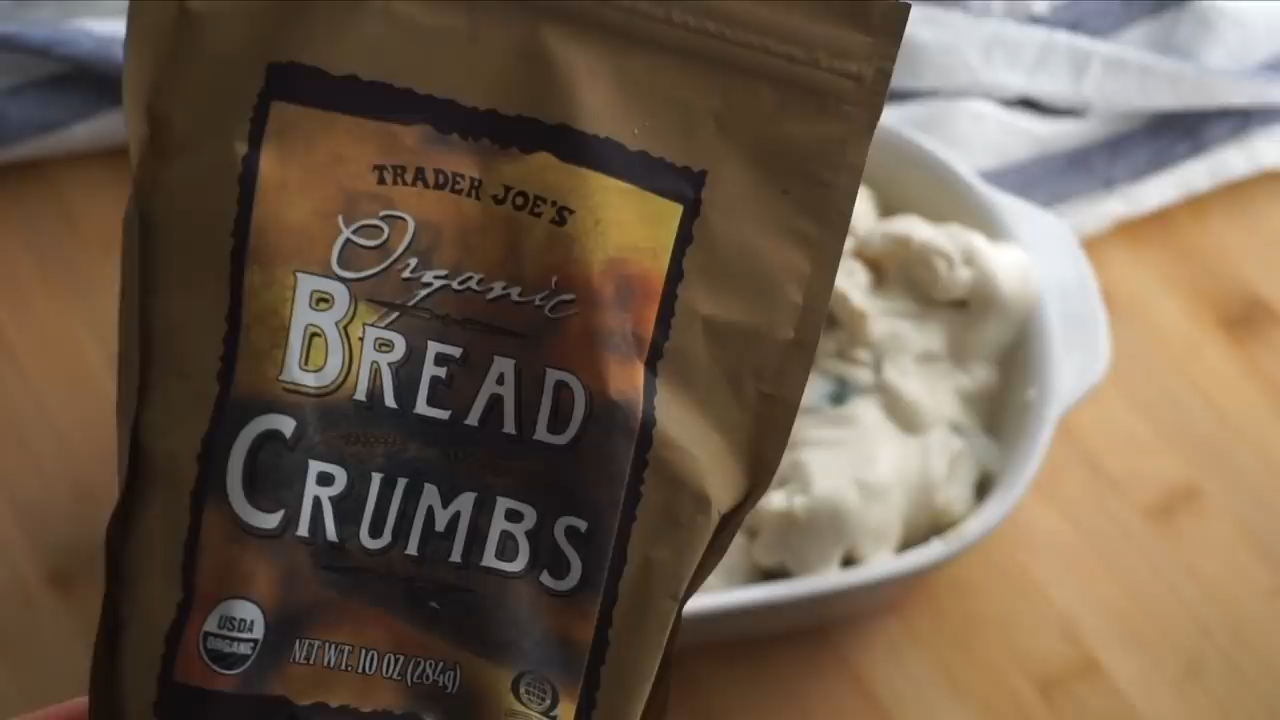 TRADER JOE'S
Organic
BREAD
CRUMBS
USDA
ORGANIC
NET WT. 10 OZ (284g)